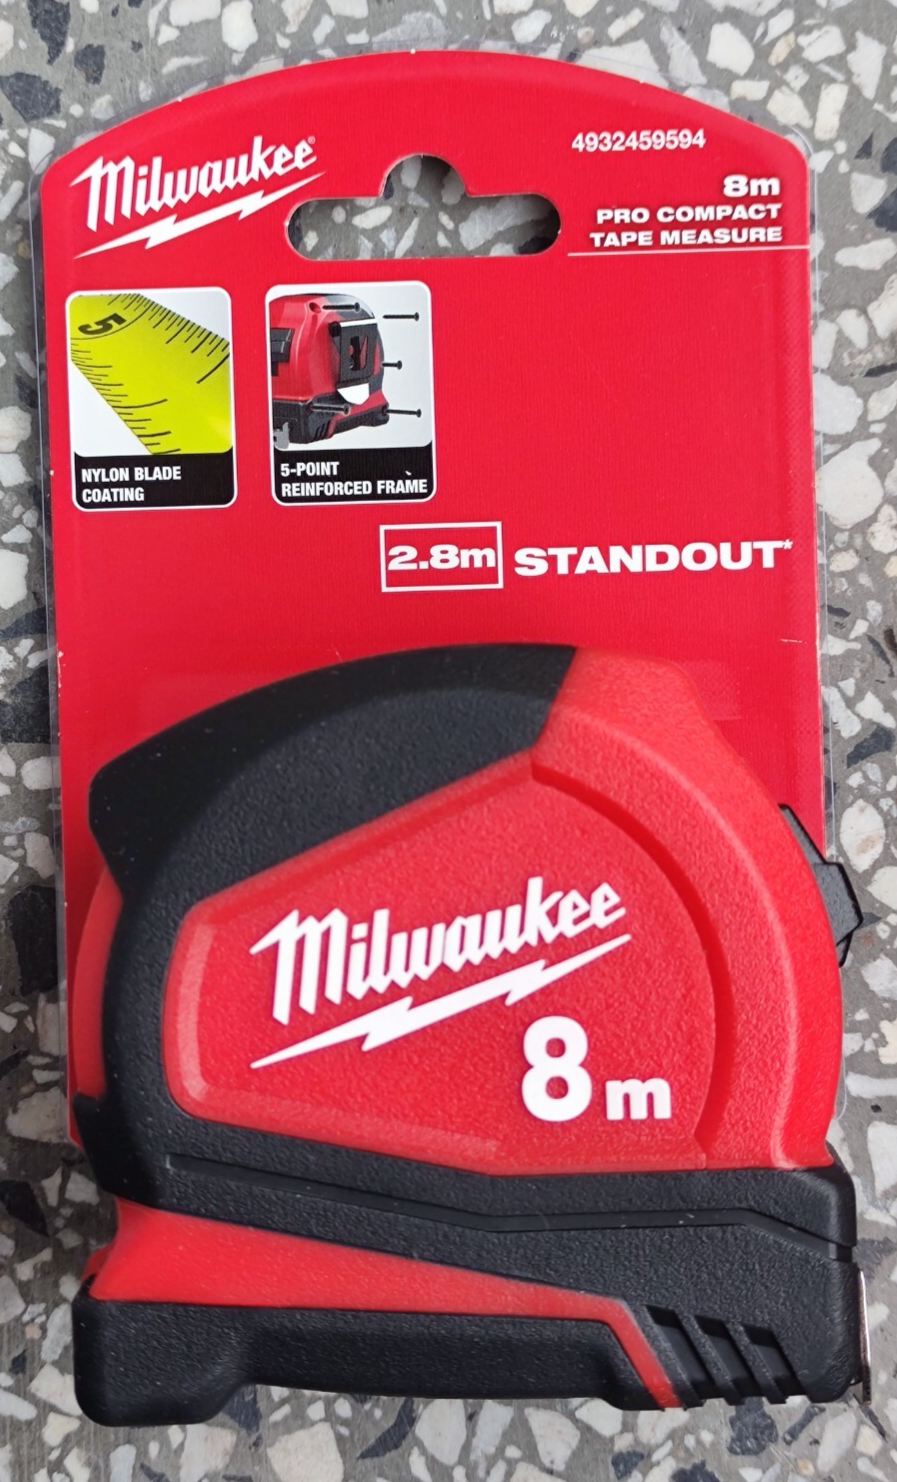 Milwaukee®
4932459594
8m
PRO COMPACT
TAPE MEASURE
5
NYLON BLADE
COATING
5-POINT
REINFORCED FRAME
2.8m STANDOUT*
Milwaukee
8m